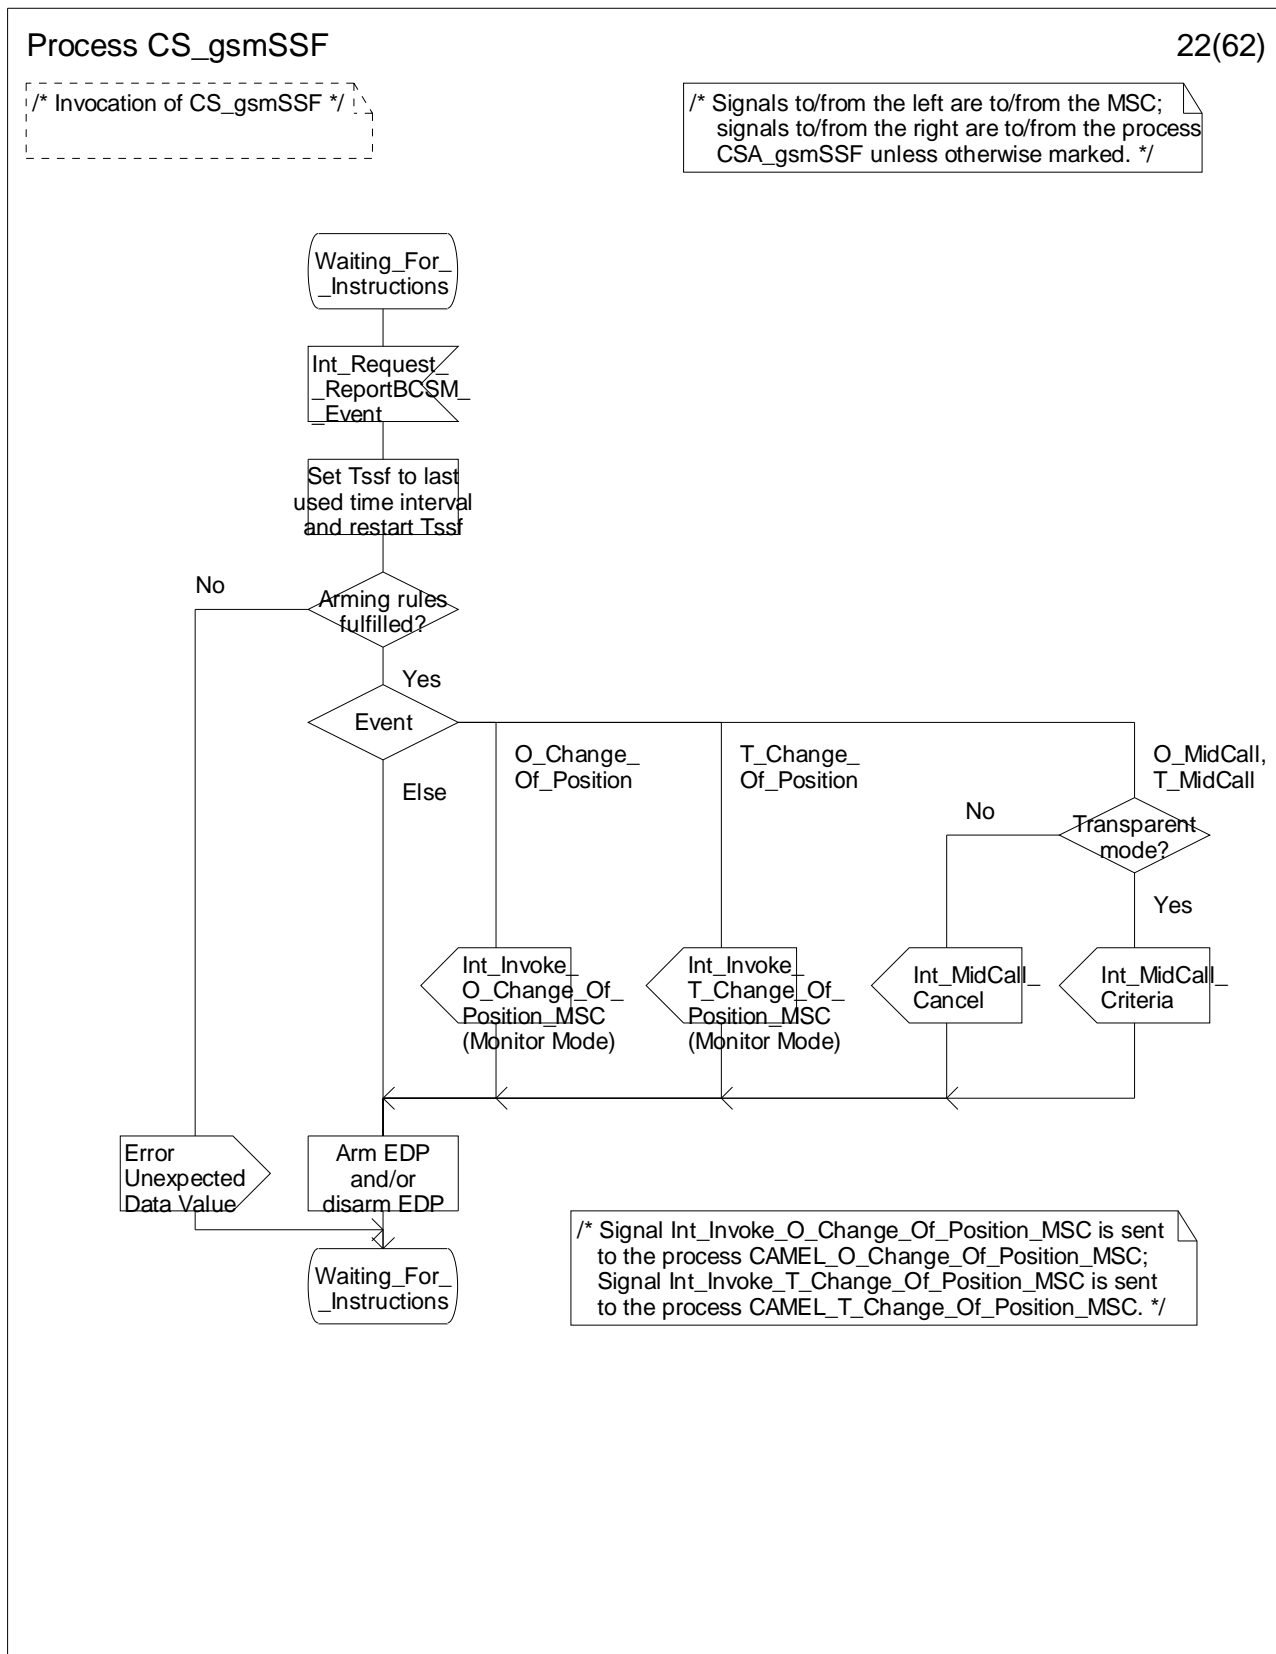 Process CS_gsmSSF
22(62)
/* Invocation of CS_gsmSSF */
/* Signals to/from the left are to/from the MSC;
signals to/from the right are to/from the process
CSA_gsmSSF unless otherwise marked. */
Waiting_For_
_Instructions
Int_Request_
_ReportBCSM_
_Event
Set Tssf to last
used time interval
and restart Tssf
No
Arming rules
fulfilled?
Yes
Event
O_Change_
Of_Position
T_Change_
Of_Position
O_MidCall,
T_MidCall
Else
No
Transparent
mode?
Yes
Int_Invoke_
O_Change_Of_
Position_MSC
(Monitor Mode)
Int_Invoke_
T_Change_Of_
Position_MSC
(Monitor Mode)
Int_MidCall_
Cancel
Int_MidCall_
Criteria
Error
Unexpected
Data Value
Arm EDP
and/or
disarm EDP
/* Signal Int_Invoke_O_Change_Of_Position_MSC is sent
to the process CAMEL_O_Change_Of_Position_MSC;
Signal Int_Invoke_T_Change_Of_Position_MSC is sent
to the process CAMEL_T_Change_Of_Position_MSC. */
Waiting_For_
_Instructions